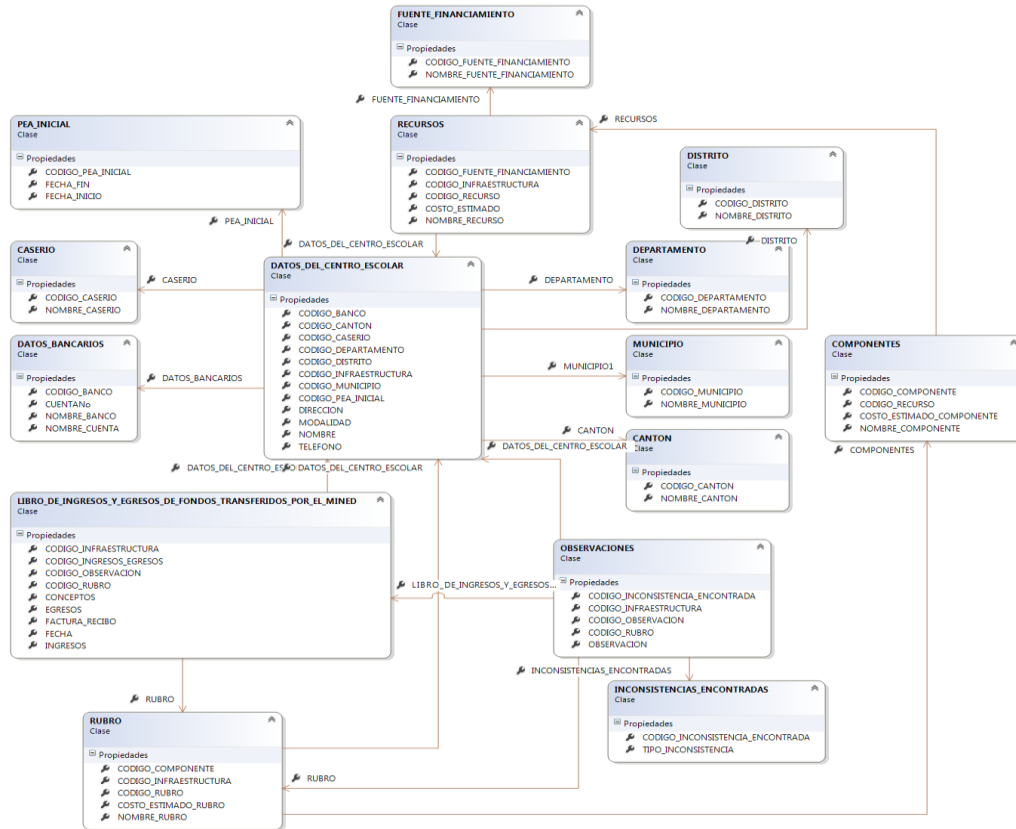 FUENTE_FINANCIAMIENTO
Clase
Propiedades
CODIGO_FUENTE_FINANCIAMIENTO
NOMBRE_FUENTE_FINANCIAMIENTO
FUENTE_FINANCIAMIENTO
PEA_INICIAL
Clase
Propiedades
CODIGO_PEA_INICIAL
FECHA_FIN
FECHA_INICIO
PEA_INICIAL
RECURSOS
Clase
Propiedades
CODIGO_FUENTE_FINANCIAMIENTO
CODIGO_INFRAESTRUCTURA
CODIGO_RECURSO
COSTO_ESTIMADO
NOMBRE_RECURSO
RECURSOS
DATOS_DEL_CENTRO_ESCOLAR
DISTRITO
Clase
Propiedades
CODIGO_DISTRITO
NOMBRE_DISTRITO
DISTRITO
CASERIO
Clase
Propiedades
CODIGO_CASERIO
NOMBRE_CASERIO
CASERIO
DATOS_DEL_CENTRO_ESCOLAR
Clase
Propiedades
CODIGO_BANCO
CODIGO_CANTON
CODIGO_CASERIO
CODIGO_DEPARTAMENTO
CODIGO_DISTRITO
CODIGO_INFRAESTRUCTURA
CODIGO_MUNICIPIO
CODIGO_PEA_INICIAL
DIRECCION
MODALIDAD
NOMBRE
TELEFONO
DEPARTAMENTO
DEPARTAMENTO
Clase
Propiedades
CODIGO_DEPARTAMENTO
NOMBRE_DEPARTAMENTO
DATOS_BANCARIOS
Clase
Propiedades
CODIGO_BANCO
CUENTANo
NOMBRE_BANCO
NOMBRE_CUENTA
DATOS_BANCARIOS
MUNICIPIO1
MUNICIPIO
Clase
Propiedades
CODIGO_MUNICIPIO
NOMBRE_MUNICIPIO
COMPONENTES
Clase
Propiedades
CODIGO_COMPONENTE
CODIGO_RECURSO
COSTO_ESTIMADO_COMPONENTE
NOMBRE_COMPONENTE
COMPONENTES
CANTON
DATOS_DEL_CENTRO_ESCOLAR
CANTON
Clase
Propiedades
CODIGO_CANTON
NOMBRE_CANTON
DATOS_DEL_CENTRO_ESCO
DATOS_DEL_CENTRO_ESCOLAR
LIBRO_DE_INGRESOS_Y_EGRESOS_DE_FONDOS_TRANSFERIDOS_POR_EL_MINED
Clase
Propiedades
CODIGO_INFRAESTRUCTURA
CODIGO_INGRESOS_EGRESOS
CODIGO_OBSERVACION
CODIGO_RUBRO
CONCEPTOS
EGRESOS
FACTURA_RECIBO
FECHA
INGRESOS
LIBRO_DE_INGRESOS_Y_EGRESOS...
OBSERVACIONES
Clase
Propiedades
CODIGO_INCONSISTENCIA_ENCONTRADA
CODIGO_INFRAESTRUCTURA
CODIGO_OBSERVACION
CODIGO_RUBRO
OBSERVACION
INCONSISTENCIAS_ENCONTRADAS
INCONSISTENCIAS_ENCONTRADAS
Clase
Propiedades
CODIGO_INCONSISTENCIA_ENCONTRADA
TIPO_INCONSISTENCIA
RUBRO
RUBRO
Clase
Propiedades
CODIGO_COMPONENTE
CODIGO_INFRAESTRUCTURA
CODIGO_RUBRO
COSTO_ESTIMADO_RUBRO
NOMBRE_RUBRO
RUBRO